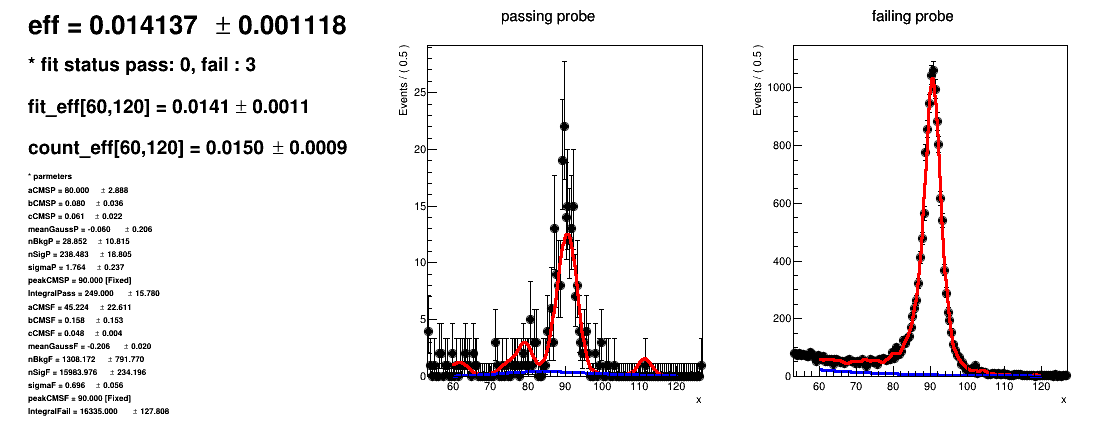 eff = 0.014137 ± 0.001118
* fit status pass: 0, fail : 3
fit_eff[60,120] = 0.0141 ± 0.0011
count_eff[60,120] = 0.0150 ± 0.0009
* parmeters
aCMSP = 80.000 ± 2.888
bCMSP = 0.080 ± 0.036
cCMSP = 0.061 ± 0.022
meanGaussP = -0.060 ± 0.206
nBkgP = 28.852 ± 10.815
nSigP = 238.483 ± 18.805
sigmaP = 1.764 ± 0.237
peakCMSP = 90.000 [Fixed]
IntegralPass = 249.000 ± 15.780
aCMSF = 45.224 ± 22.611
bCMSF = 0.158 ± 0.153
cCMSF = 0.048 ± 0.004
meanGaussF = -0.206 ± 0.020
nBkgF = 1308.172 ± 791.770
nSigF = 15983.976 ± 234.196
sigmaF = 0.696 ± 0.056
peakCMSF = 90.000 [Fixed]
IntegralFail = 16335.000 ± 127.808
passing probe
Events / ( 0.5 )
25
20
15
10
5
0
60 70 80 90 100 110 120
x
failing probe
Events / ( 0.5 )
1000
800
600
400
200
0
60 70 80 90 100 110 120
x